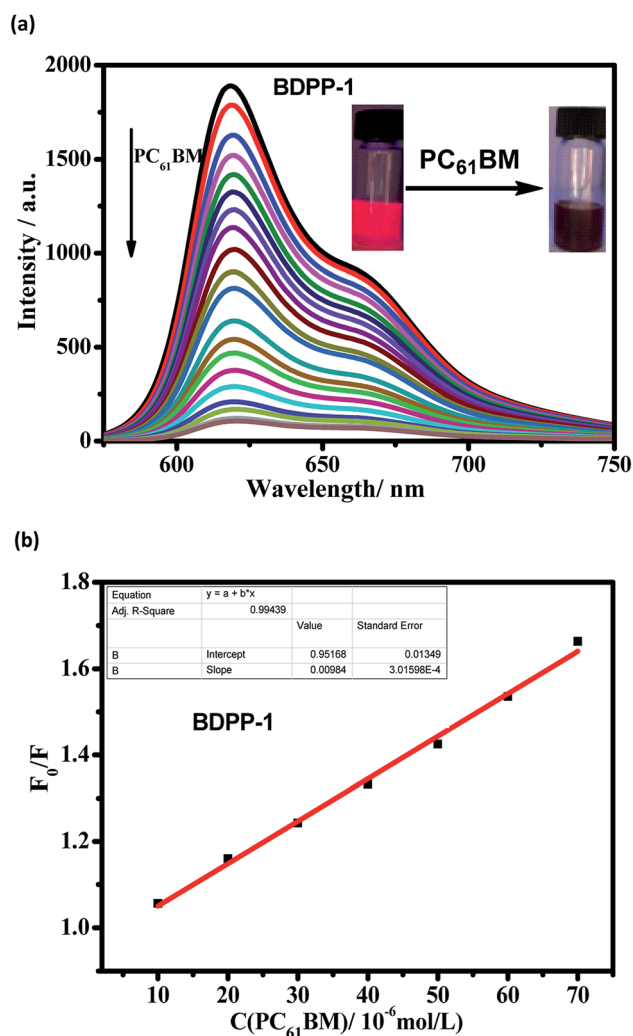 (a)
2000
1500
1000
500
0
Intensity / a.u.
BDPP-1
PC61BM
PC61BM
600
650
700
750
Wavelength/ nm
(b)
1.8
1.6
1.4
1.2
1.0
F0/F
Equation y = a + b*x
Adj. R-Square 0.99439
Value Standard Error
B Intercept 0.95168 0.01349
B Slope 0.00984 3.01598E-4
BDPP-1
10 20 30 40 50 60 70
C(PC61BM)/ 10-6mol/L)